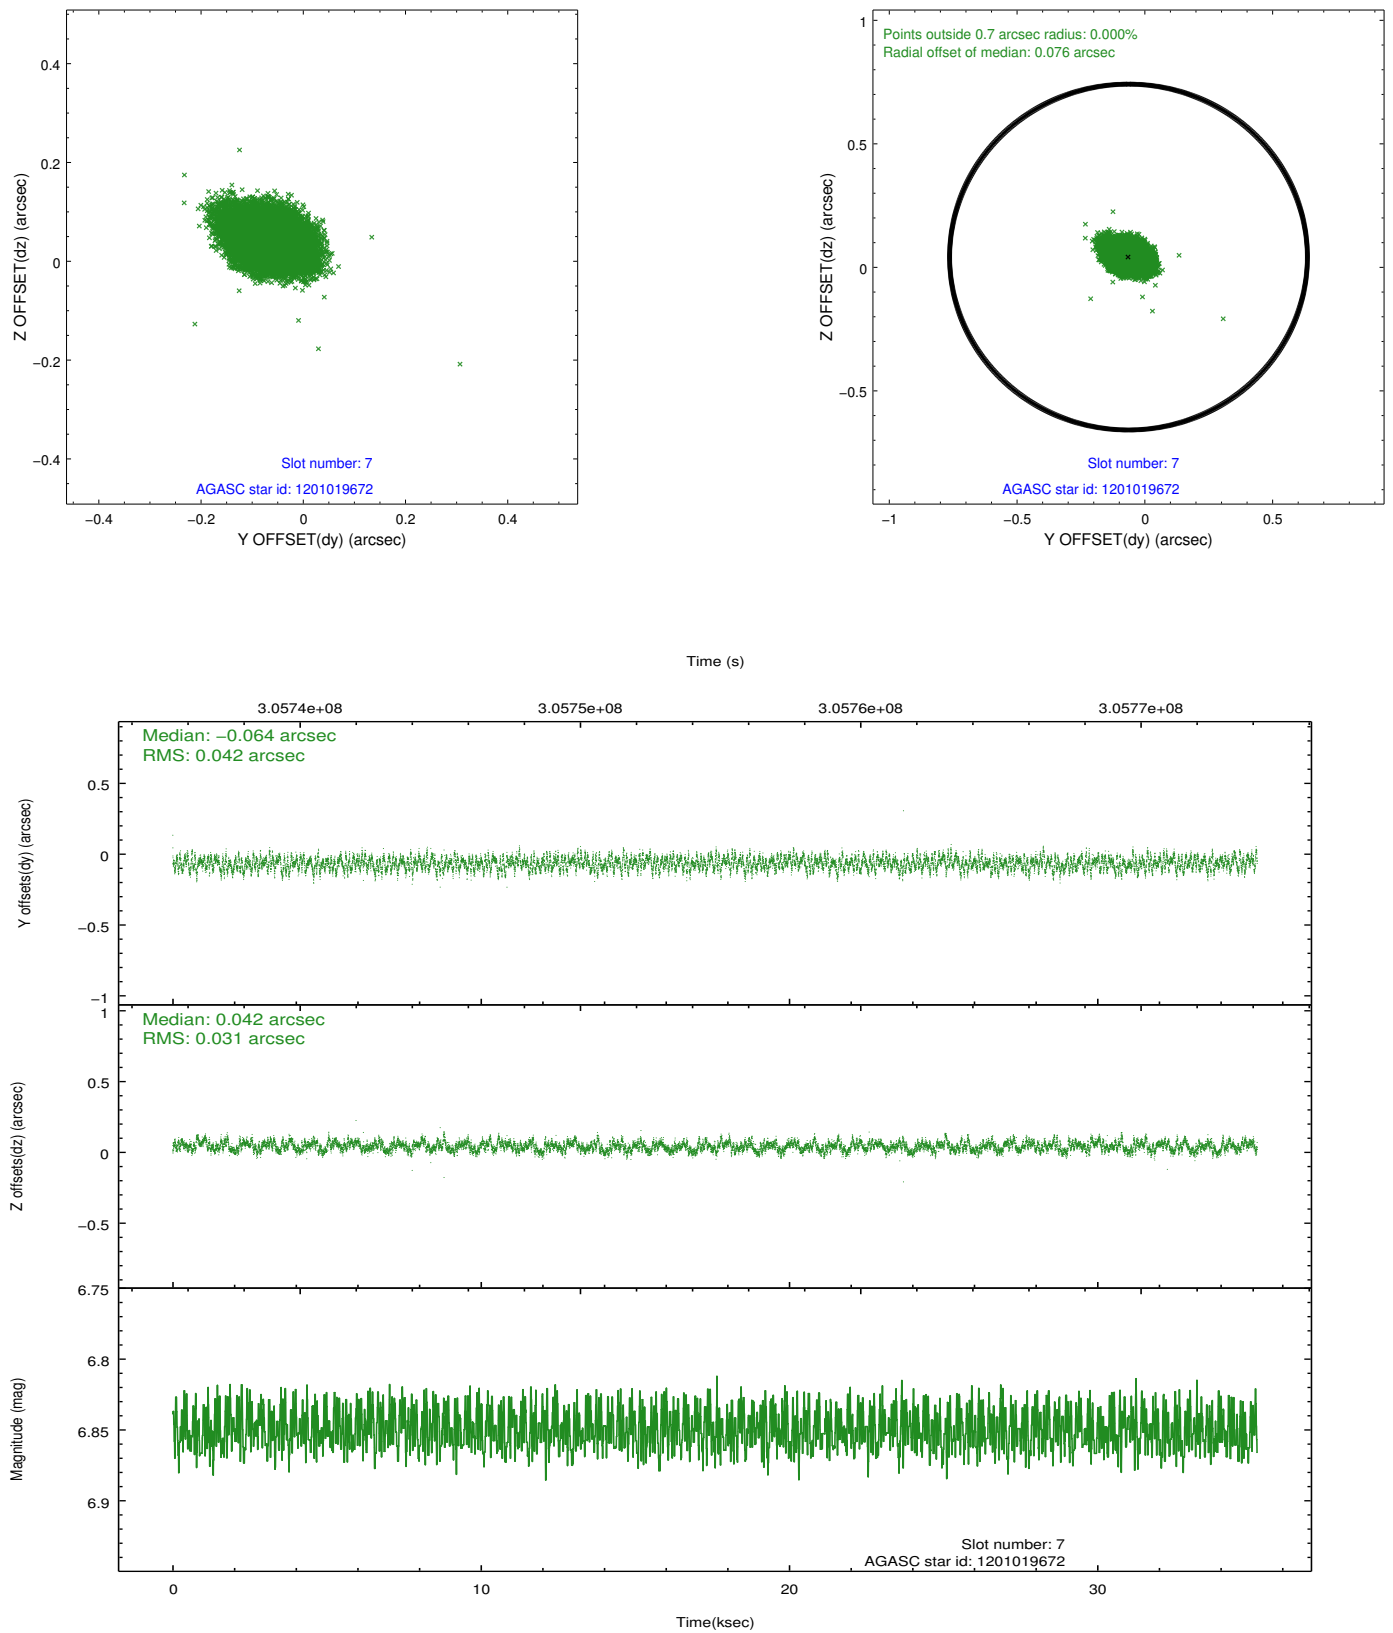 0.4
0.2
0
−0.2
−0.4
Z OFFSET(dz) (arcsec)
Slot number: 7
AGASC star id: 1201019672
−0.4
−0.2
0
0.2
0.4
Y OFFSET(dy) (arcsec)
1
0.5
0
−0.5
Z OFFSET(dz) (arcsec)
Points outside 0.7 arcsec radius: 0.000%
Radial offset of median: 0.076 arcsec
Slot number: 7
AGASC star id: 1201019672
−1
−0.5
0
0.5
Y OFFSET(dy) (arcsec)
Time (s)
3.0574e+08
3.0575e+08
3.0576e+08
3.0577e+08
Median: −0.064 arcsec
RMS: 0.042 arcsec
0.5
0
−0.5
−1
Y offsets(dy) (arcsec)
Median: 0.042 arcsec
RMS: 0.031 arcsec
1
0.5
0
−0.5
Z offsets(dz) (arcsec)
6.75
6.8
6.85
6.9
Magnitude (mag)
Slot number: 7
AGASC star id: 1201019672
0
10
20
30
Time(ksec)